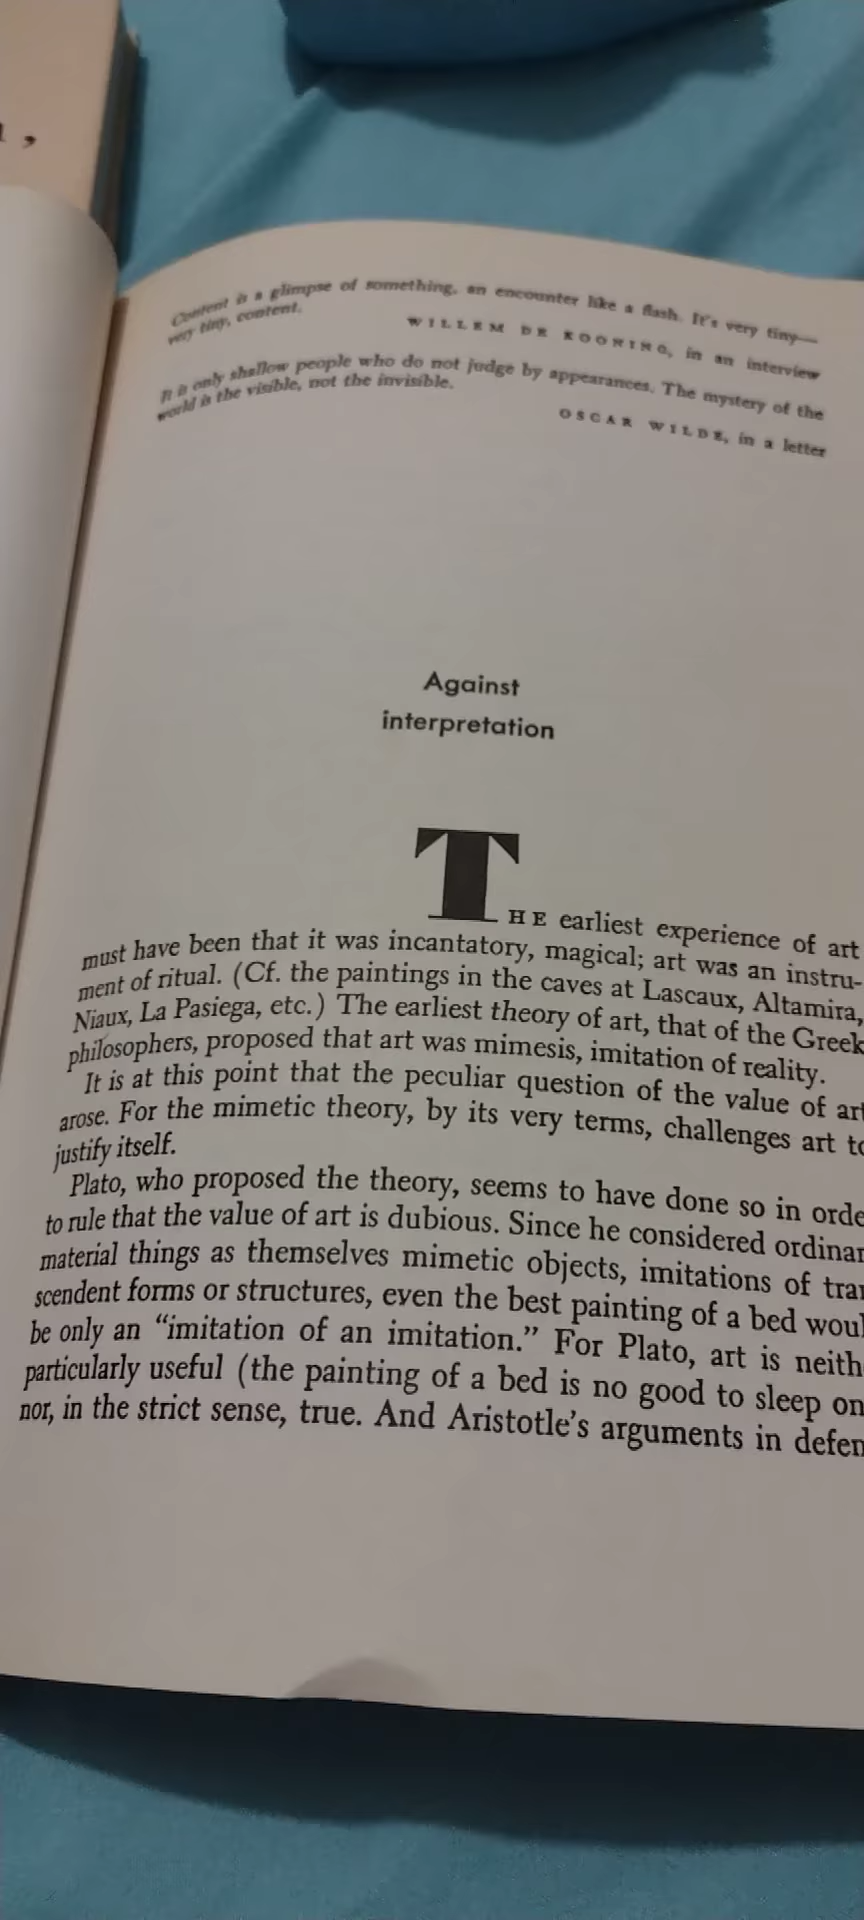 Content is a glimpse of something, an encounter like a flash. It's very tiny—
very tiny, content.
WILLEM DE KOONING, in an interview
It is only shallow people who do not judge by appearances. The mystery of the
world is the visible, not the invisible.
OSCAR WILDE, in a letter
Against
interpretation
THE earliest experience of art
must have been that it was incantatory, magical; art was an instru-
ment of ritual. (Cf. the paintings in the caves at Lascaux, Altamira,
Niaux, La Pasiega, etc.) The earliest theory of art, that of the Greek
philosophers, proposed that art was mimesis, imitation of reality.
It is at this point that the peculiar question of the value of art
arose. For the mimetic theory, by its very terms, challenges art to
justify itself.
Plato, who proposed the theory, seems to have done so in orde
to rule that the value of art is dubious. Since he considered ordinar
material things as themselves mimetic objects, imitations of tran
scendent forms or structures, even the best painting of a bed woul
be only an “imitation of an imitation.” For Plato, art is neith
particularly useful (the painting of a bed is no good to sleep on
nor, in the strict sense, true. And Aristotle's arguments in defen